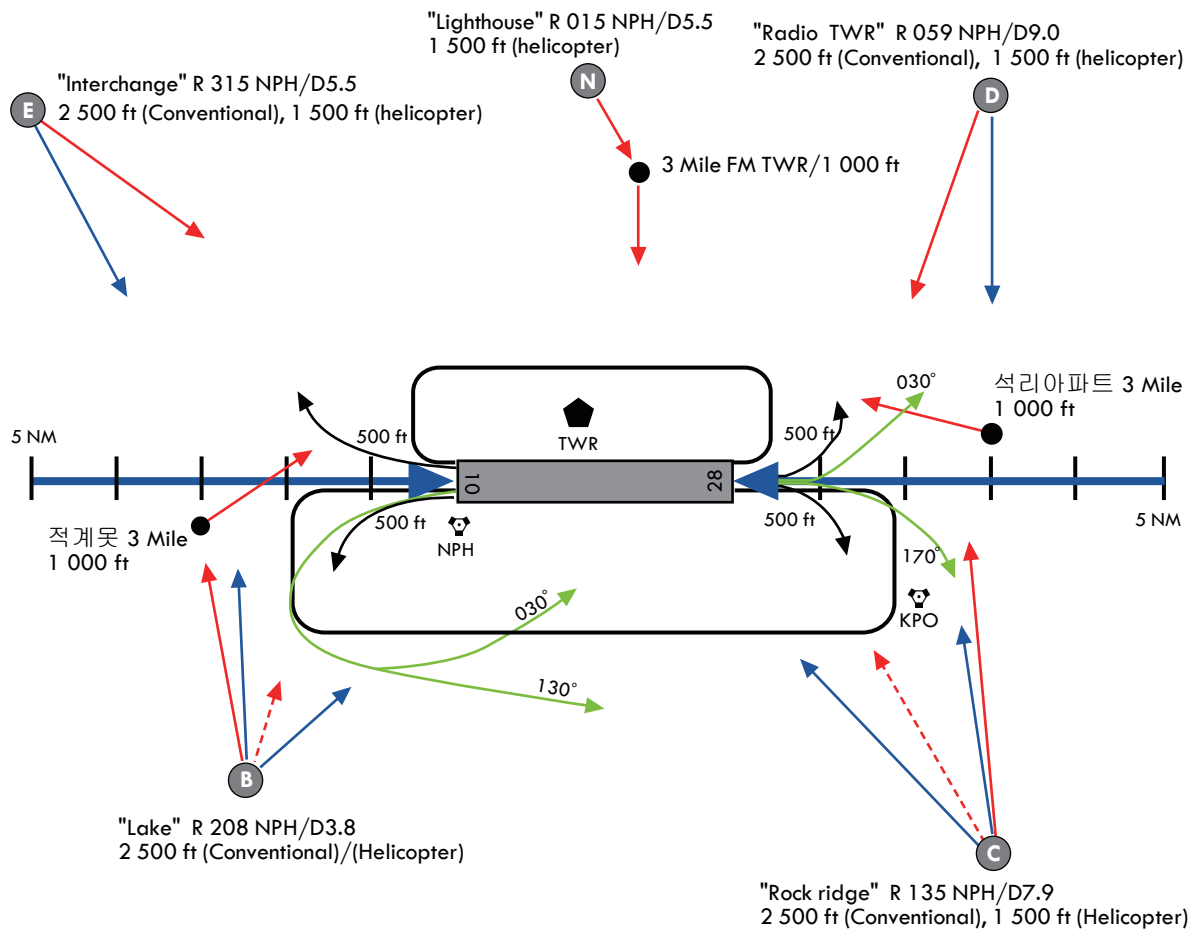 "Lighthouse" R 015 NPH/D5.5
1 500 ft (helicopter)
N
"Radio TWR" R 059 NPH/D9.0
2 500 ft (Conventional), 1 500 ft (helicopter)
D
"Interchange" R 315 NPH/D5.5
2 500 ft (Conventional), 1 500 ft (helicopter)
E
3 Mile FM TWR/1 000 ft
030°
석리아파트 3 Mile
1 000 ft
5 NM
500 ft
TWR
500 ft
10
28
500 ft
NPH
500 ft
5 NM
적계못 3 Mile
1 000 ft
170°
KPO
030°
130°
B
"Lake" R 208 NPH/D3.8
2 500 ft (Conventional)/(Helicopter)
C
"Rock ridge" R 135 NPH/D7.9
2 500 ft (Conventional), 1 500 ft (Helicopter)